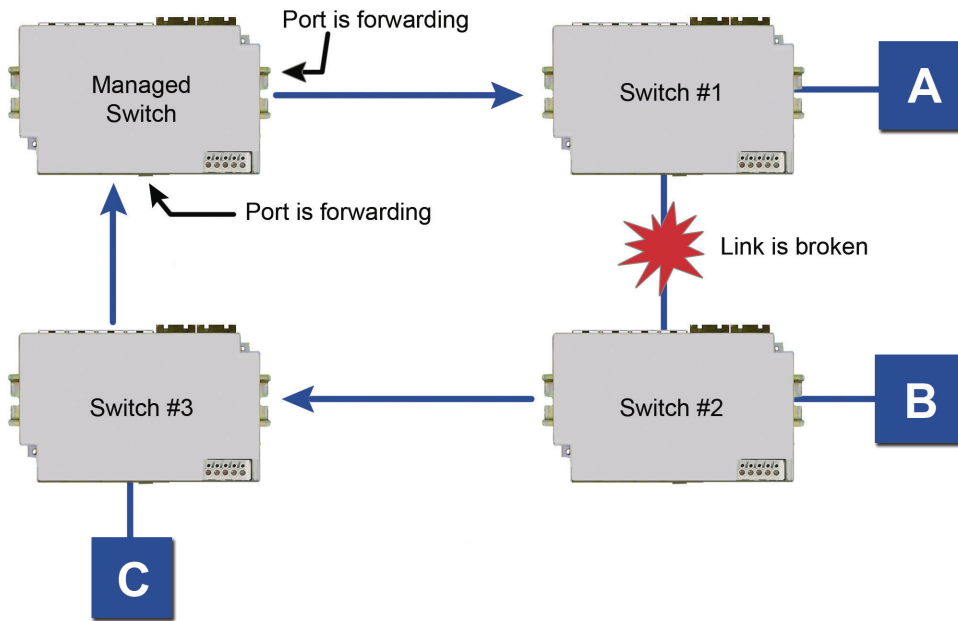 Port is forwarding
Managed
Switch
Switch #1
A
Port is forwarding
Link is broken
Switch #3
Switch #2
B
C